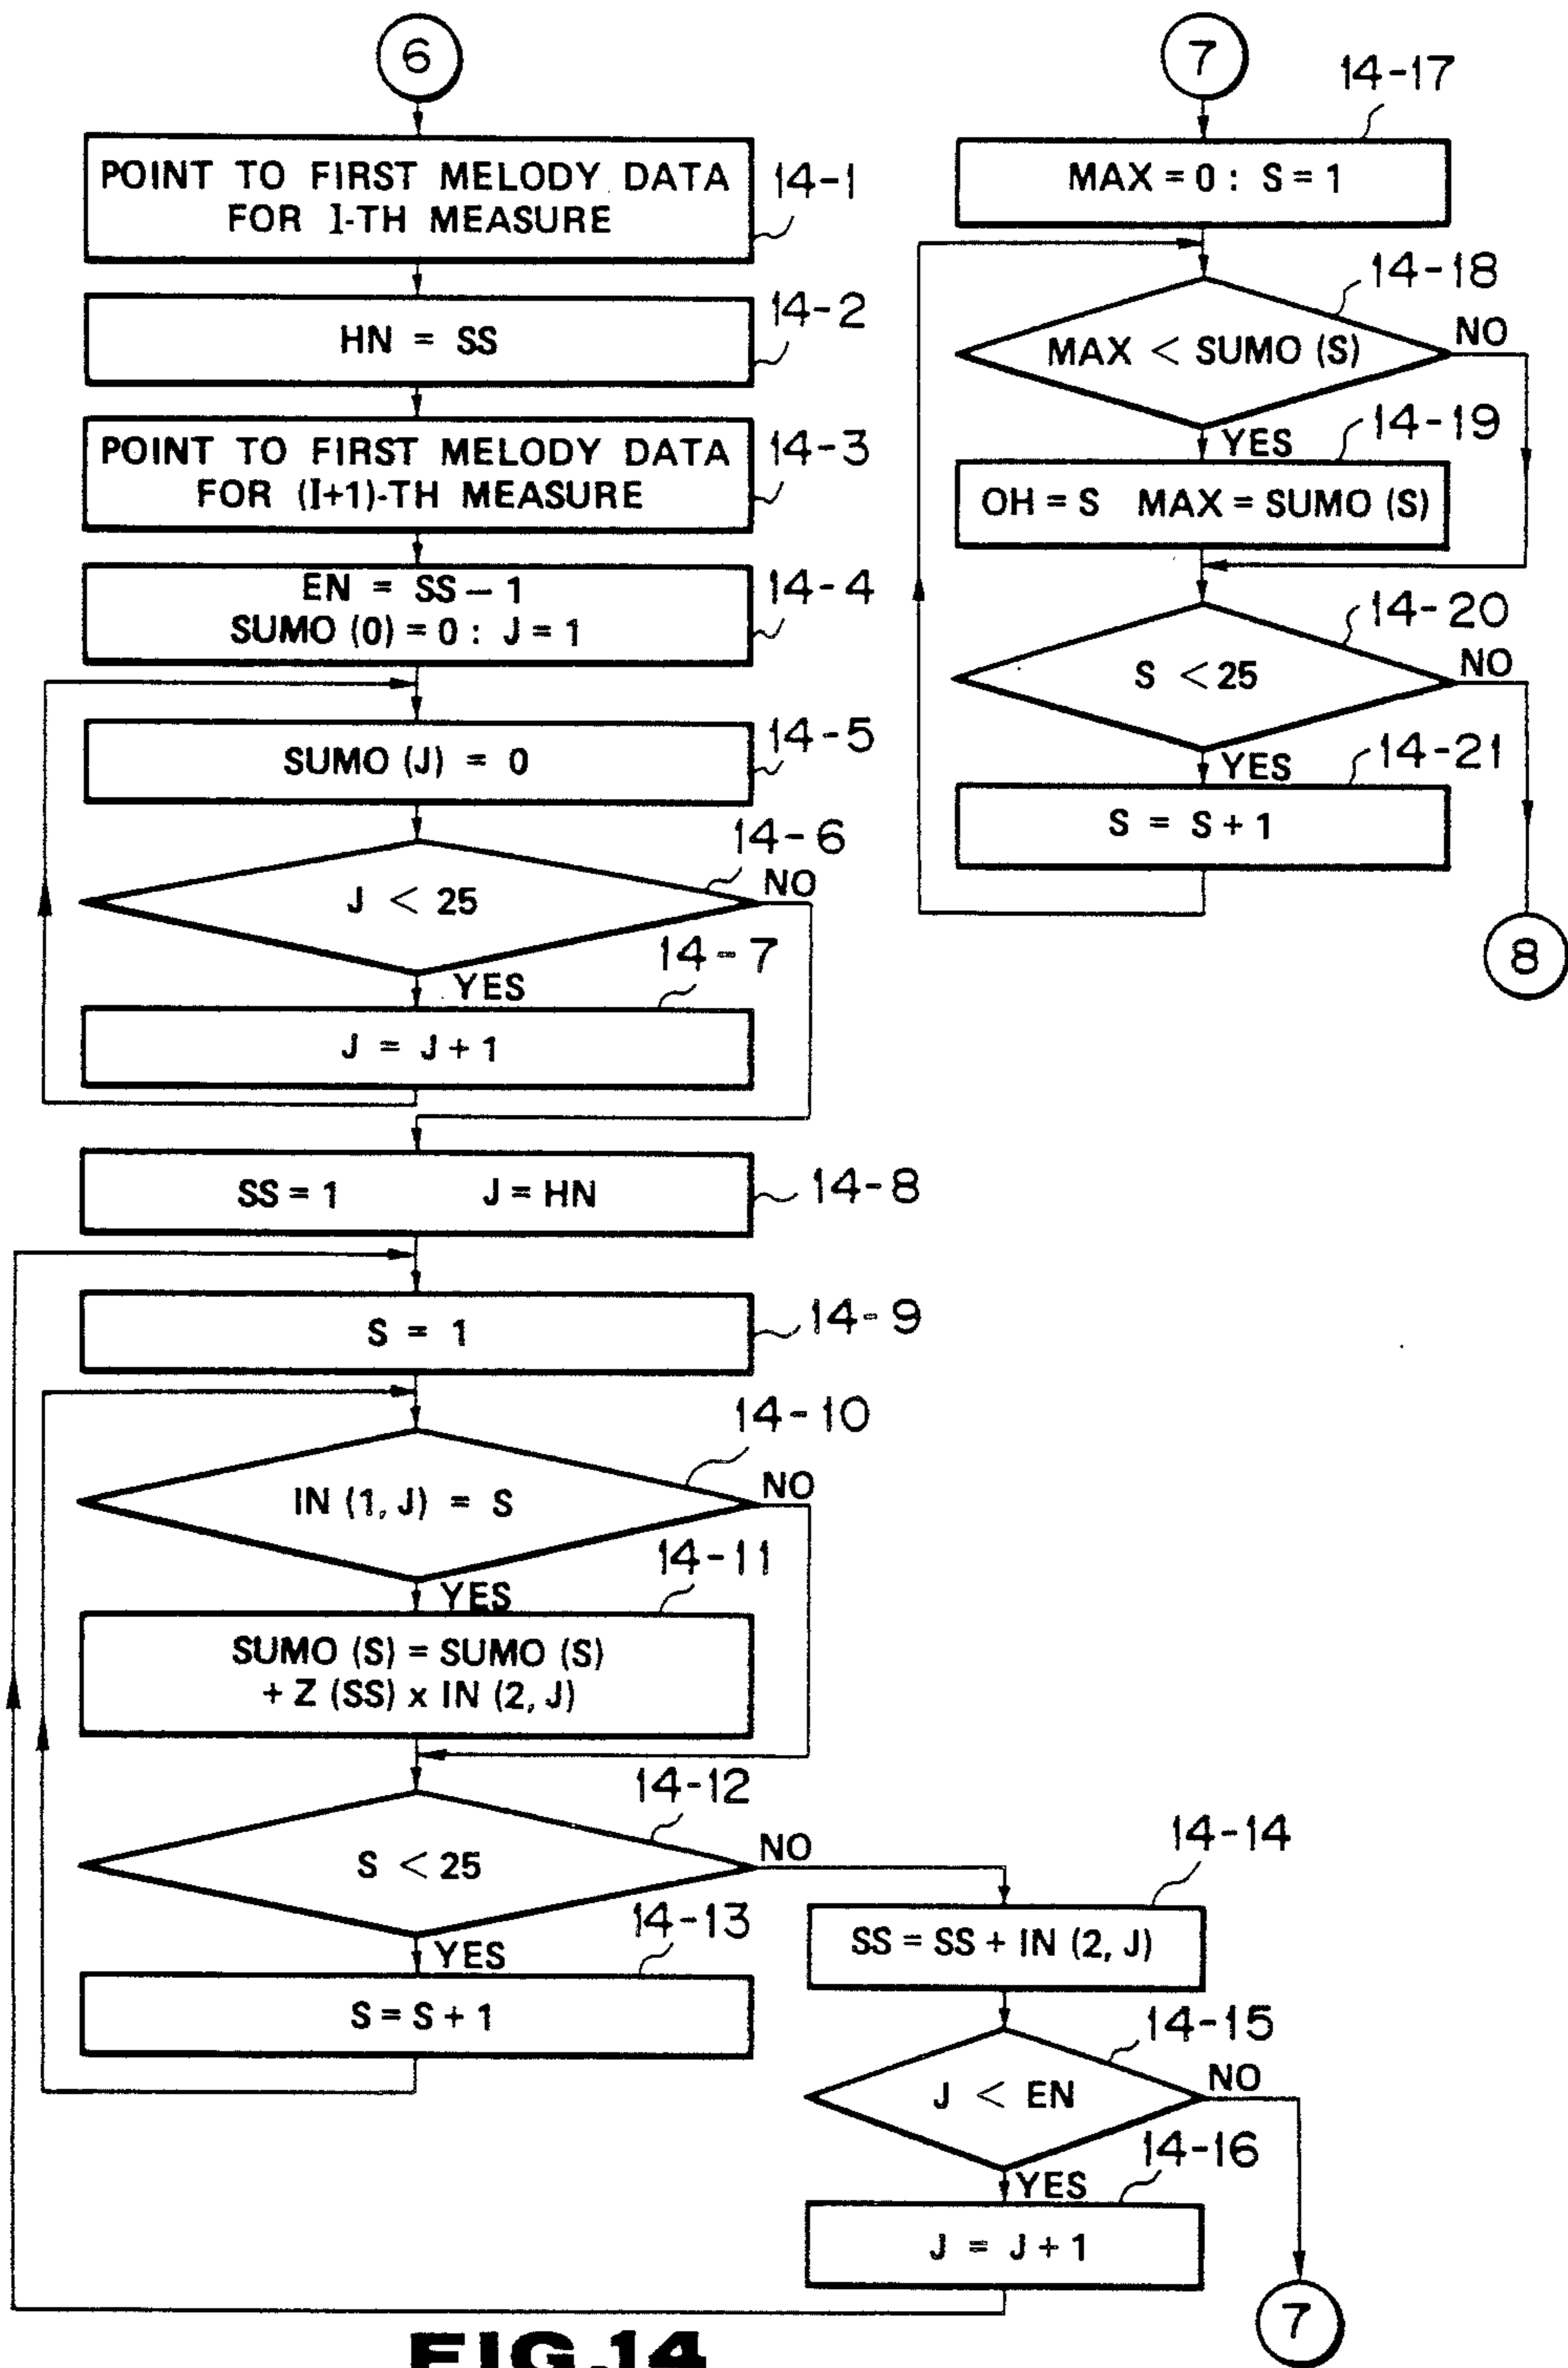 6
POINT TO FIRST MELODY DATA
FOR I-TH MEASURE
14-1
HN = SS
14-2
POINT TO FIRST MELODY DATA
FOR (I+1)-TH MEASURE
14-3
EN = SS - 1
SUMO (0) = 0 : J = 1
14-4
SUMO (J) = 0
14-5
14-6
J < 25
NO
YES
14-7
J = J + 1
SS = 1 J = HN
14-8
S = 1
14-9
14-10
IN (1, J) = S
NO
YES
14-11
SUMO (S) = SUMO (S)
+ Z (SS) x IN (2, J)
14-12
S < 25
NO
YES
14-13
S = S + 1
14-14
SS = SS + IN (2, J)
14-15
J < EN
NO
YES
14-16
J = J + 1
7
7
14-17
MAX = 0 : S = 1
14-18
MAX < SUMO (S)
NO
YES
14-19
OH = S MAX = SUMO (S)
14-20
S < 25
NO
YES
14-21
S = S + 1
8
FIG.14